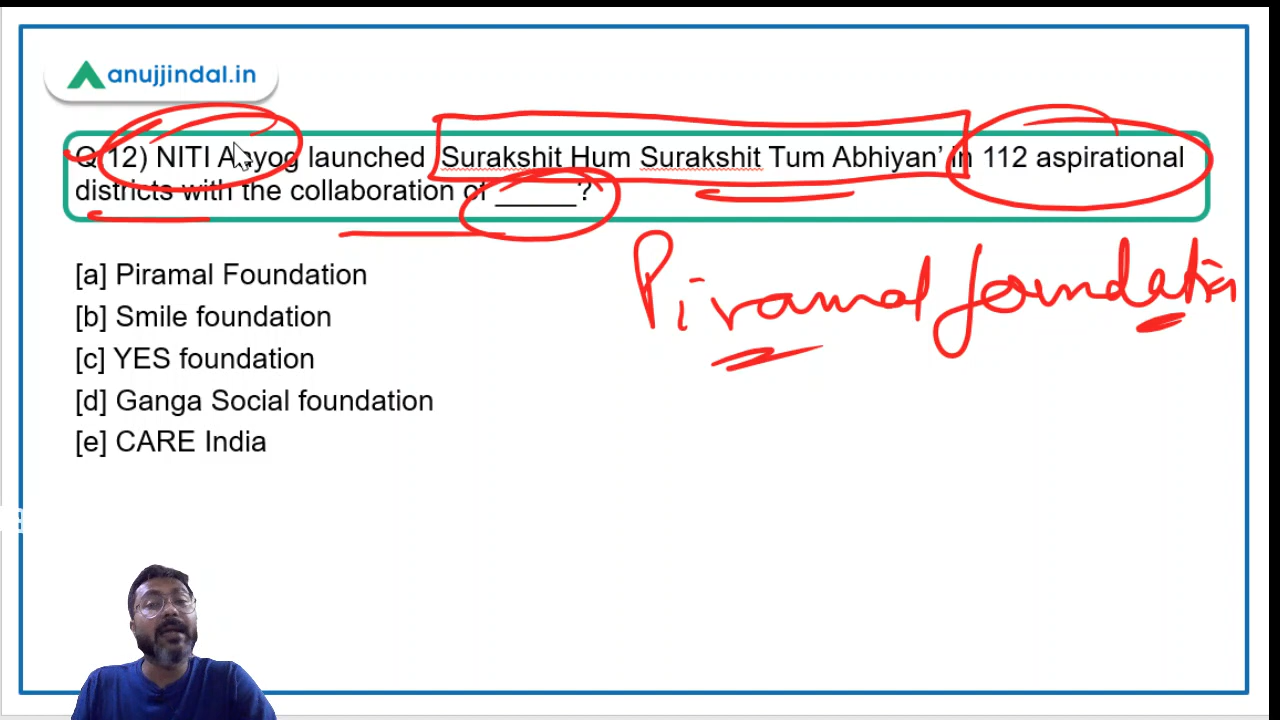 anujjindal.in
Q 12) NITI Aayog launched 'Surakshit Hum Surakshit Tum Abhiyan' in 112 aspirational
districts with the collaboration of ______?
Piramal foundation
[a] Piramal Foundation
[b] Smile foundation
[c] YES foundation
[d] Ganga Social foundation
[e] CARE India